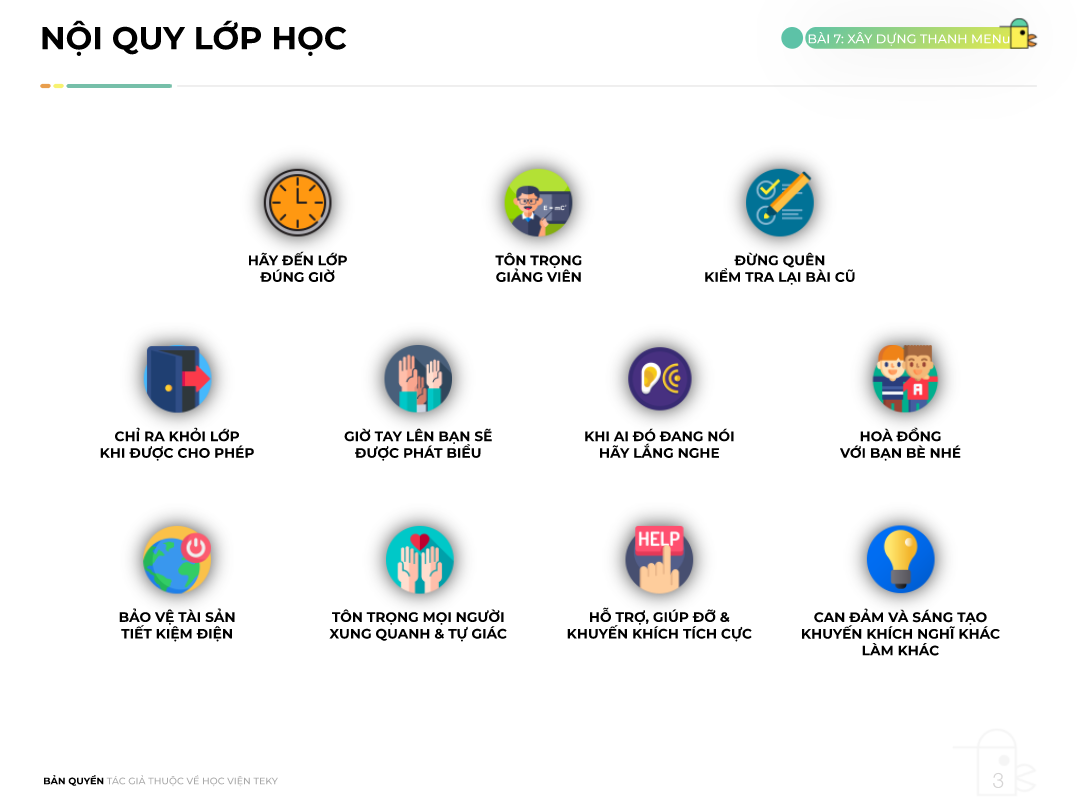 NỘI QUY LỚP HỌC
BÀI 7: XÂY DỰNG THANH MENU
E = mc²
HÃY ĐẾN LỚP
ĐÚNG GIỜ
TÔN TRỌNG
GIẢNG VIÊN
ĐỪNG QUÊN
KIỂM TRA LẠI BÀI CŨ
A
CHỈ RA KHỎI LỚP
KHI ĐƯỢC CHO PHÉP
GIƠ TAY LÊN BẠN SẼ
ĐƯỢC PHÁT BIỂU
KHI AI ĐÓ ĐANG NÓI
HÃY LẮNG NGHE
HOÀ ĐỒNG
VỚI BẠN BÈ NHÉ
HELP
BẢO VỆ TÀI SẢN
TIẾT KIỆM ĐIỆN
TÔN TRỌNG MỌI NGƯỜI
XUNG QUANH & TỰ GIÁC
HỖ TRỢ, GIÚP ĐỠ &
KHUYẾN KHÍCH TÍCH CỰC
CAN ĐẢM VÀ SÁNG TẠO
KHUYẾN KHÍCH NGHĨ KHÁC
LÀM KHÁC
BẢN QUYỀN TÁC GIẢ THUỘC VỀ HỌC VIỆN TEKY
3